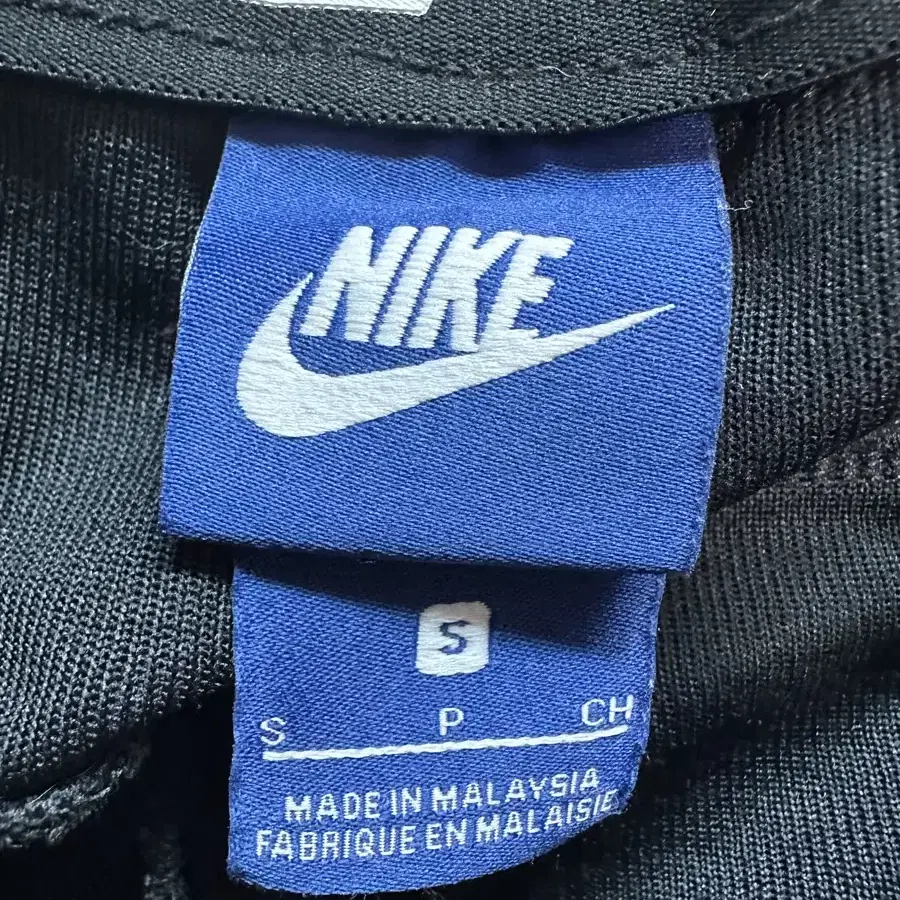 NIKE
S
S P CH
MADE IN MALAYSIA
FABRIQUE EN MALAISIE